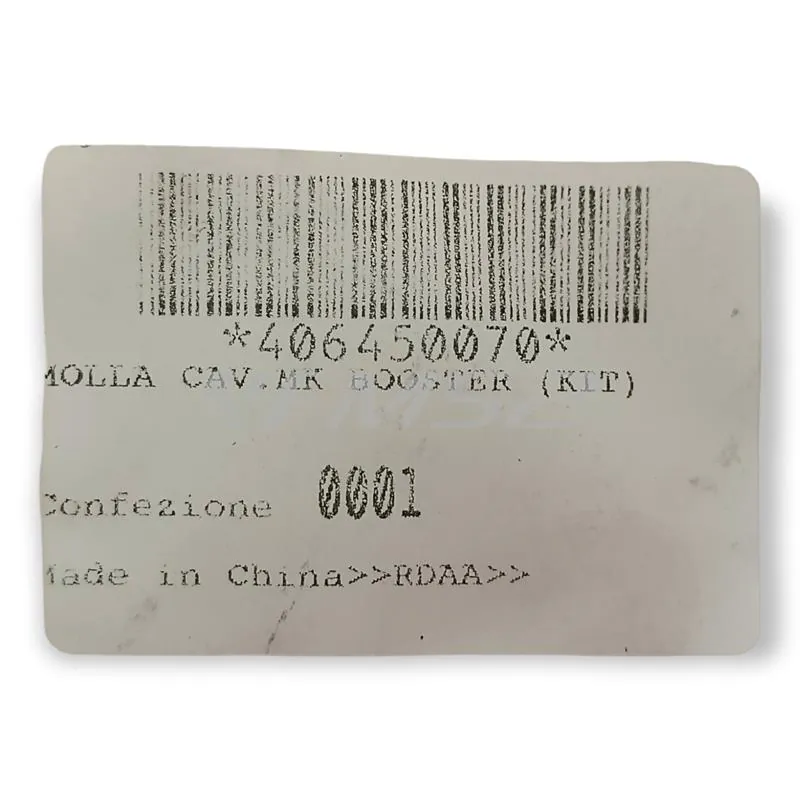 *406450070*
MOLLA CAV.MK BOOSTER (KIT)
Confezione 0001
Made in China>>RDAA>>